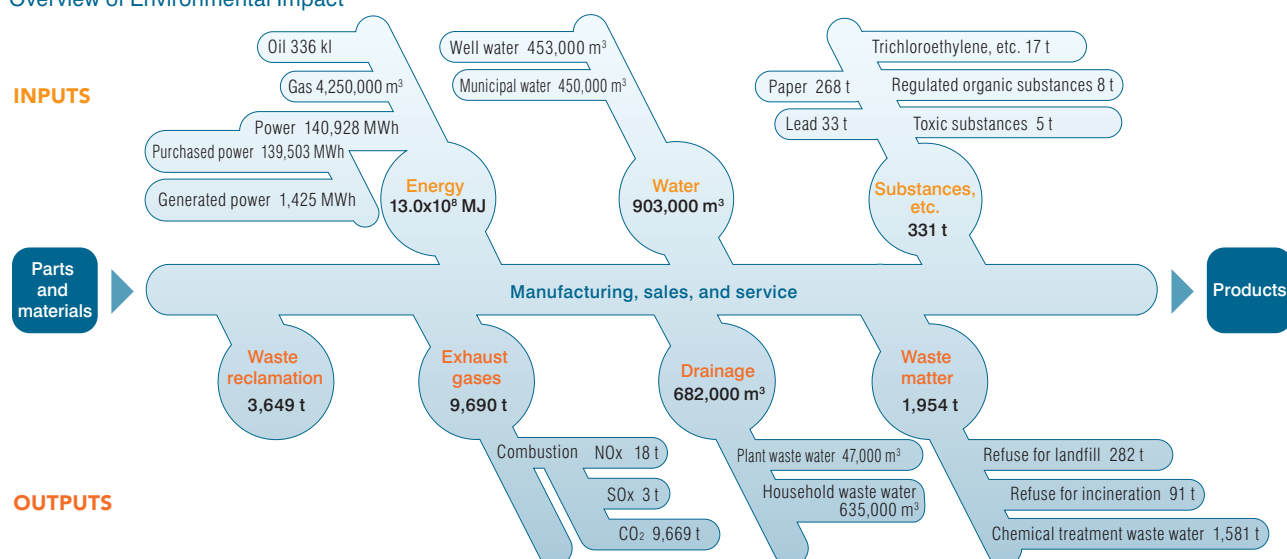 Overview of Environmental Impact
INPUTS
Oil 336 kl
Gas 4,250,000 m³
Power 140,928 MWh
Purchased power 139,503 MWh
Generated power 1,425 MWh
Energy
13.0x10⁸ MJ
Well water 453,000 m³
Municipal water 450,000 m³
Water
903,000 m³
Trichloroethylene, etc. 17 t
Paper 268 t
Regulated organic substances 8 t
Lead 33 t
Toxic substances 5 t
Substances,
etc.
331 t
Parts
and
materials
Manufacturing, sales, and service
Products
Waste
reclamation
3,649 t
Exhaust
gases
9,690 t
Drainage
682,000 m³
Waste
matter
1,954 t
OUTPUTS
Combustion NOx 18 t
SOx 3 t
CO₂ 9,669 t
Plant waste water 47,000 m³
Household waste water
635,000 m³
Refuse for landfill 282 t
Refuse for incineration 91 t
Chemical treatment waste water 1,581 t